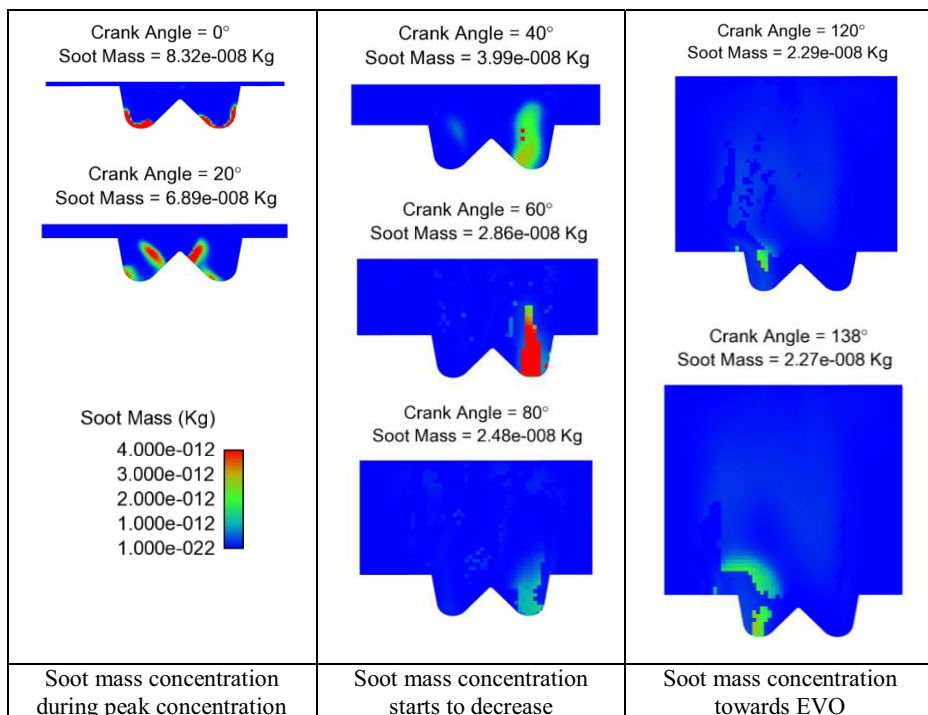 Crank Angle = 0°
Soot Mass = 8.32e-008 Kg
Crank Angle = 20°
Soot Mass = 6.89e-008 Kg
Soot Mass (Kg)
4.000e-012
3.000e-012
2.000e-012
1.000e-012
1.000e-022
Soot mass concentration
during peak concentration
Crank Angle = 40°
Soot Mass = 3.99e-008 Kg
Crank Angle = 60°
Soot Mass = 2.86e-008 Kg
Crank Angle = 80°
Soot Mass = 2.48e-008 Kg
Soot mass concentration
starts to decrease
Crank Angle = 120°
Soot Mass = 2.29e-008 Kg
Crank Angle = 138°
Soot Mass = 2.27e-008 Kg
Soot mass concentration
towards EVO